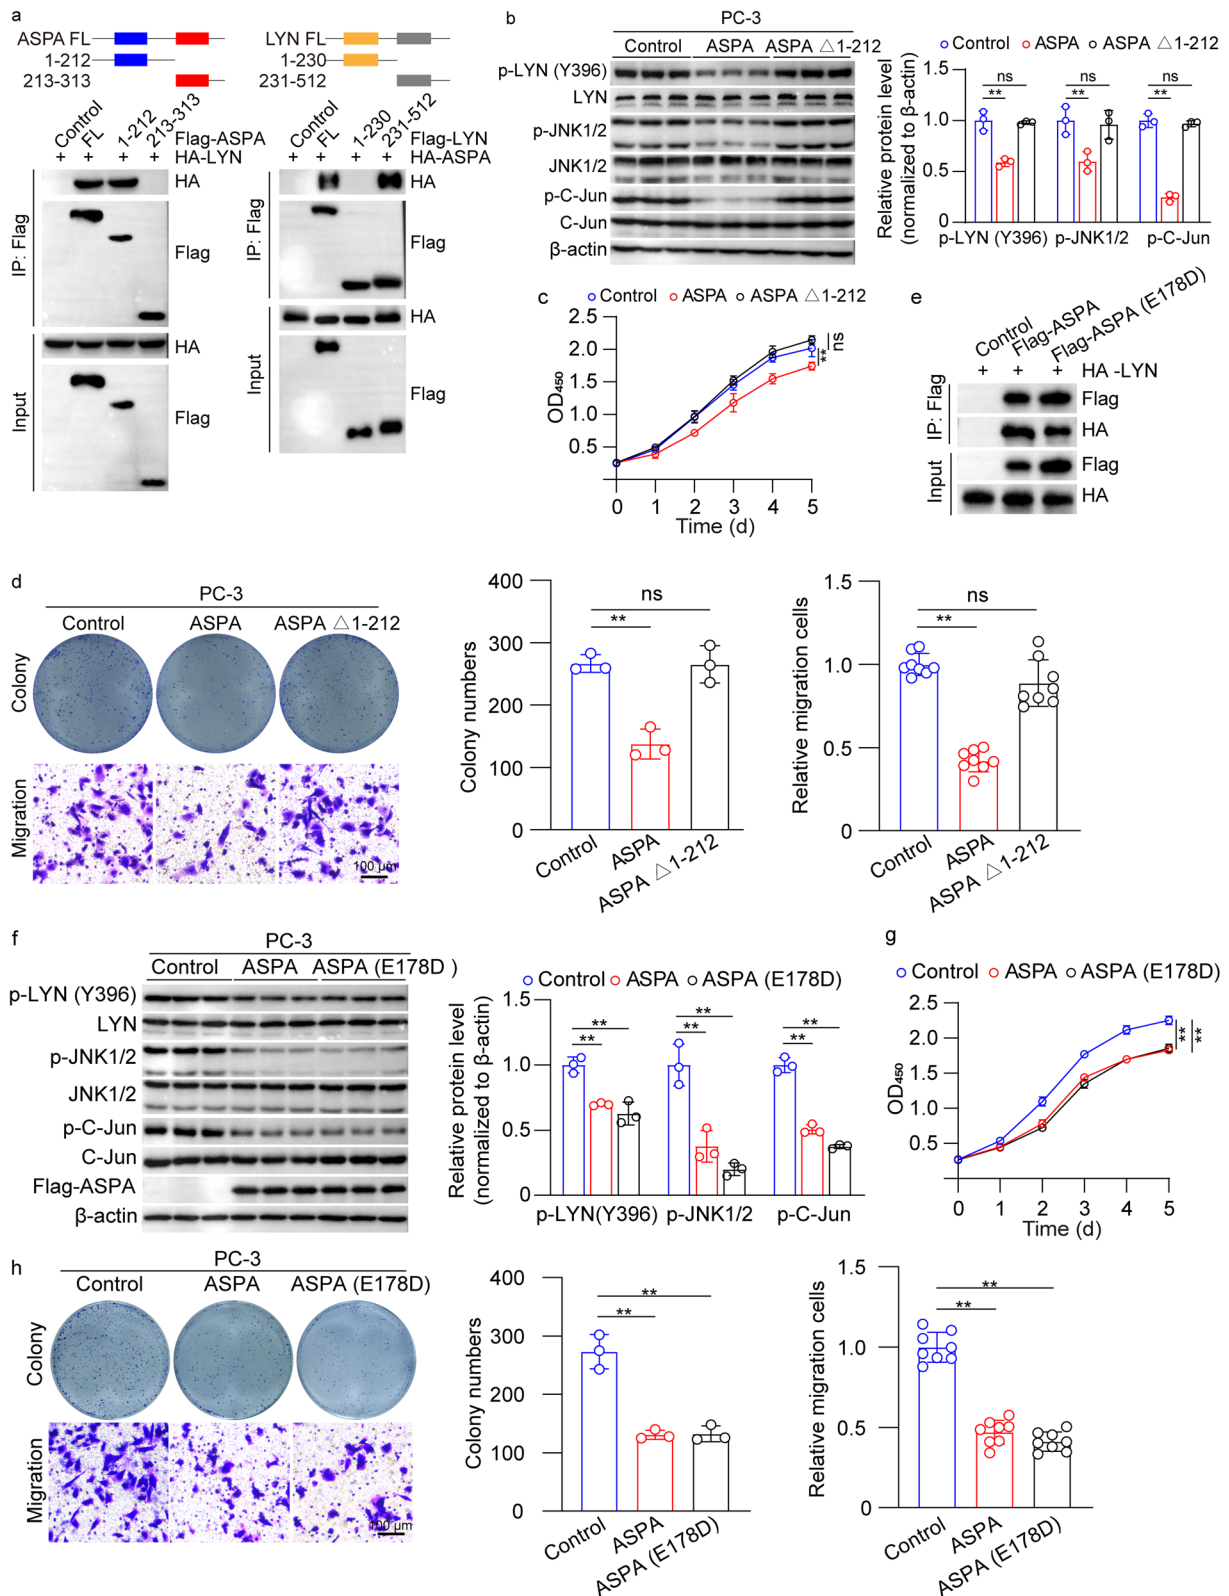 a
ASPA FL
1-212
213-313
LYN FL
1-230
231-512
Control
FL
1-212
213-313
Flag-ASPA
+ + + + HA-LYN
IP: Flag
HA
Flag
Input
HA
Flag
Control
FL
1-230
231-512
Flag-LYN
+ + + + HA-ASPA
IP: Flag
HA
Flag
Input
HA
Flag
b
PC-3
Control ASPA ASPA △1-212
p-LYN (Y396)
LYN
p-JNK1/2
JNK1/2
p-C-Jun
C-Jun
β-actin
Control ASPA ASPA △1-212
Relative protein level
(normalized to β-actin)
1.5
1.0
0.5
0
ns
**
ns
**
ns
**
p-LYN (Y396) p-JNK1/2 p-C-Jun
c
Control ASPA ASPA △1-212
OD450
2.5
2.0
1.5
1.0
0.5
** ns
0 1 2 3 4 5
Time (d)
e
Control
Flag-ASPA
Flag-ASPA (E178D)
+ + + HA -LYN
IP: Flag
Flag
HA
Input
Flag
HA
d
PC-3
Control ASPA ASPA △1-212
Colony
Migration
100 μm
Colony numbers
400
300
200
100
0
ns
**
Control
ASPA
ASPA △1-212
Relative migration cells
1.5
1.0
0.5
0
ns
**
Control
ASPA
ASPA △1-212
f
PC-3
Control ASPA ASPA (E178D )
p-LYN (Y396)
LYN
p-JNK1/2
JNK1/2
p-C-Jun
C-Jun
Flag-ASPA
β-actin
Control ASPA ASPA (E178D)
Relative protein level
(normalized to β-actin)
1.5
1.0
0.5
0
**
**
**
**
**
**
p-LYN(Y396) p-JNK1/2 p-C-Jun
g
Control ASPA ASPA (E178D)
OD450
2.5
2.0
1.5
1.0
0.5
** **
0 1 2 3 4 5
Time (d)
h
PC-3
Control ASPA ASPA (E178D)
Colony
Migration
100 μm
Colony numbers
400
300
200
100
0
**
**
Control
ASPA
ASPA (E178D)
Relative migration cells
1.5
1.0
0.5
0
**
**
Control
ASPA
ASPA (E178D)